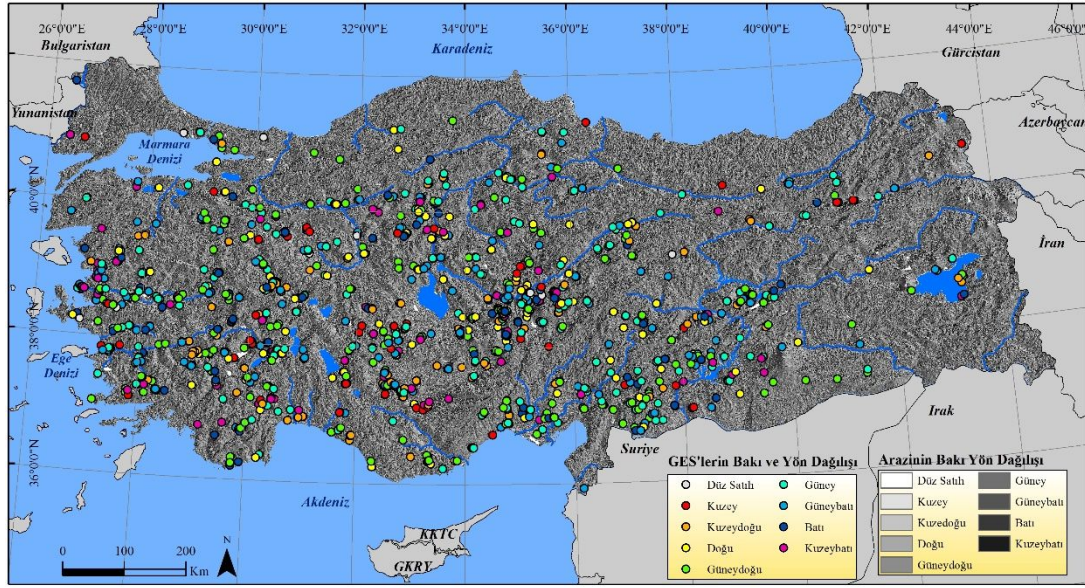 26°0'0"E 28°0'0"E 30°0'0"E 32°0'0"E 34°0'0"E 36°0'0"E 38°0'0"E 40°0'0"E 42°0'0"E 44°0'0"E 46°0'0"E
Bulgaristan
Karadeniz
Gürcistan
Yunanistan
Azerbaycan
Marmara
Denizi
40°0'0"N
İran
38°0'0"N
Ege
Denizi
36°0'0"N
Irak
Suriye
Akdeniz
KKTC
GKRY
GES'lerin Bakı ve Yön Dağılışı
Düz Satıh
Kuzey
Kuzeydoğu
Doğu
Güneydoğu
Güney
Güneybatı
Batı
Kuzeybatı
Arazinin Bakı Yön Dağılışı
Düz Satıh
Kuzey
Kuzedoğu
Doğu
Güneydoğu
Güney
Güneybatı
Batı
Kuzeybatı
0 100 200
Km
N